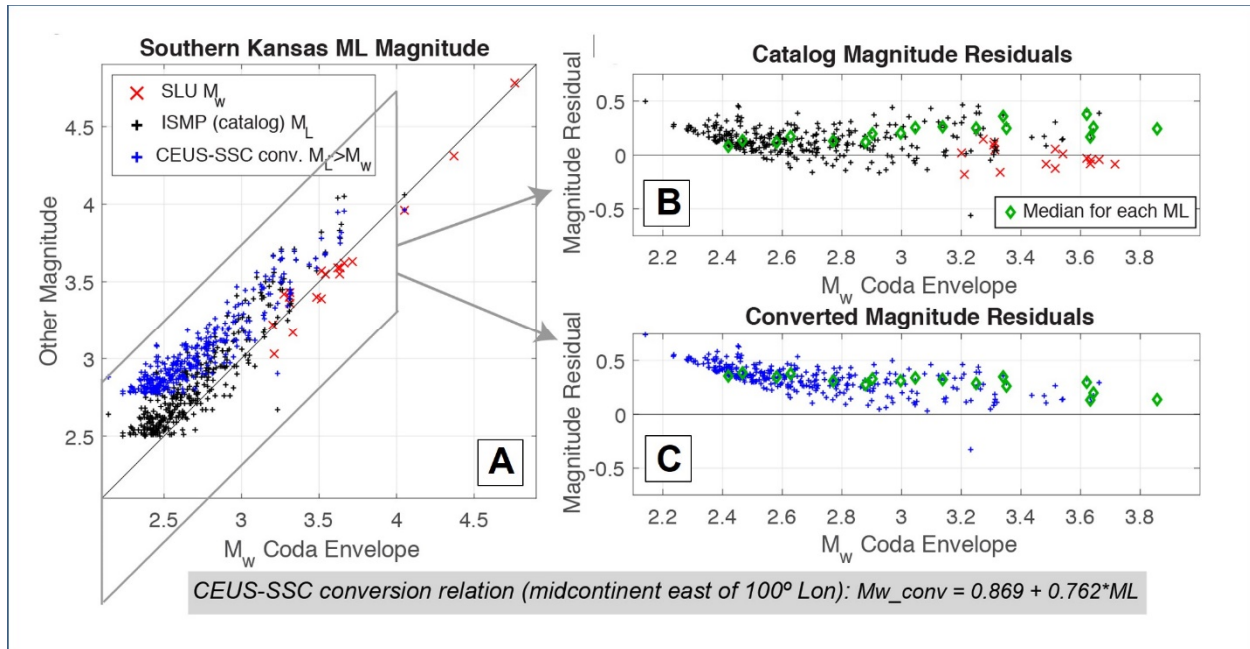 Southern Kansas ML Magnitude
SLU Mw
ISMP (catalog) ML
CEUS-SSC conv. ML>Mw
Other Magnitude
4.5
4
3.5
3
2.5
2.5 3 3.5 4 4.5
Mw Coda Envelope
A
Catalog Magnitude Residuals
Magnitude Residual
0.5
0
-0.5
B
Median for each ML
2.2 2.4 2.6 2.8 3 3.2 3.4 3.6 3.8
Mw Coda Envelope
Converted Magnitude Residuals
Magnitude Residual
0.5
0
-0.5
C
2.2 2.4 2.6 2.8 3 3.2 3.4 3.6 3.8
Mw Coda Envelope
CEUS-SSC conversion relation (midcontinent east of 100º Lon): Mw_conv = 0.869 + 0.762*ML